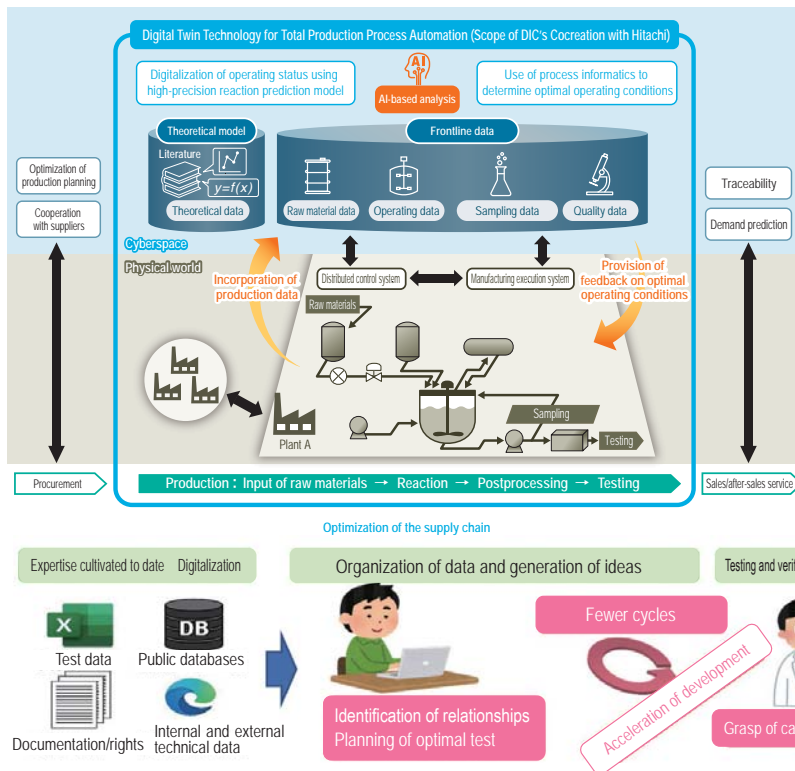 Digital Twin Technology for Total Production Process Automation (Scope of DIC's Cocreation with Hitachi)
Digitalization of operating status using
high-precision reaction prediction model
AI
AI-based analysis
Use of process informatics to
determine optimal operating conditions
Theoretical model
Frontline data
Literature
y=f(x)
Theoretical data
Raw material data
Operating data
Sampling data
Quality data
Optimization of
production planning
Cooperation
with suppliers
Traceability
Demand prediction
Cyberspace
Physical world
Incorporation of
production data
Distributed control system
Manufacturing execution system
Provision of
feedback on optimal
operating conditions
Raw materials
Plant A
Sampling
Testing
Procurement
Production : Input of raw materials → Reaction → Postprocessing → Testing
Sales/after-sales service
Optimization of the supply chain
Expertise cultivated to date Digitalization
Organization of data and generation of ideas
Testing and
X
Test data
DB
Public databases
Documentation/rights
Internal and external
technical data
Fewer cycles
Identification of relationships
Planning of optimal test
Acceleration of development
Grasp of